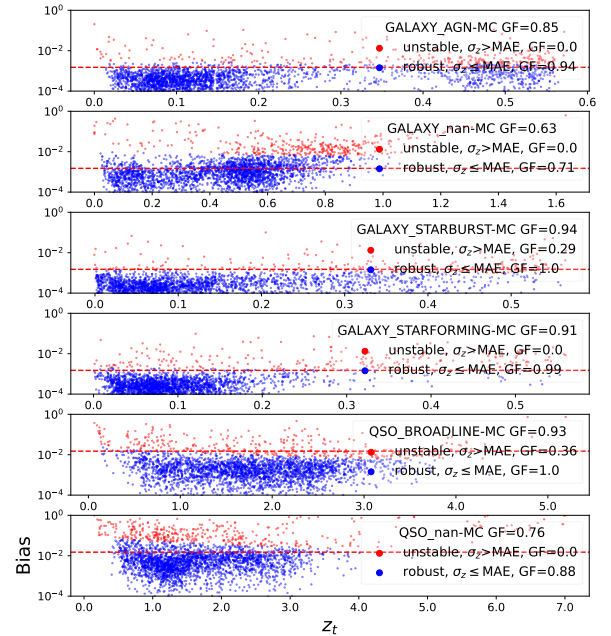 GALAXY_AGN-MC GF=0.85
unstable, σz>MAE, GF=0.0
robust, σz≤MAE, GF=0.94
10⁰
10⁻²
10⁻⁴
0.0 0.1 0.2 0.3 0.4 0.5 0.6
GALAXY_nan-MC GF=0.63
unstable, σz>MAE, GF=0.0
robust, σz≤MAE, GF=0.71
10⁰
10⁻²
10⁻⁴
0.0 0.2 0.4 0.6 0.8 1.0 1.2 1.4 1.6
GALAXY_STARBURST-MC GF=0.94
unstable, σz>MAE, GF=0.29
robust, σz≤MAE, GF=1.0
10⁰
10⁻²
10⁻⁴
0.0 0.1 0.2 0.3 0.4 0.5
GALAXY_STARFORMING-MC GF=0.91
unstable, σz>MAE, GF=0.0
robust, σz≤MAE, GF=0.99
10⁰
10⁻²
10⁻⁴
0.0 0.1 0.2 0.3 0.4 0.5
QSO_BROADLINE-MC GF=0.93
unstable, σz>MAE, GF=0.36
robust, σz≤MAE, GF=1.0
10⁰
10⁻²
10⁻⁴
0.0 1.0 2.0 3.0 4.0 5.0
QSO_nan-MC GF=0.76
unstable, σz>MAE, GF=0.0
robust, σz≤MAE, GF=0.88
10⁰
10⁻²
10⁻⁴
Bias
0.0 1.0 2.0 3.0 4.0 5.0 6.0 7.0
zt